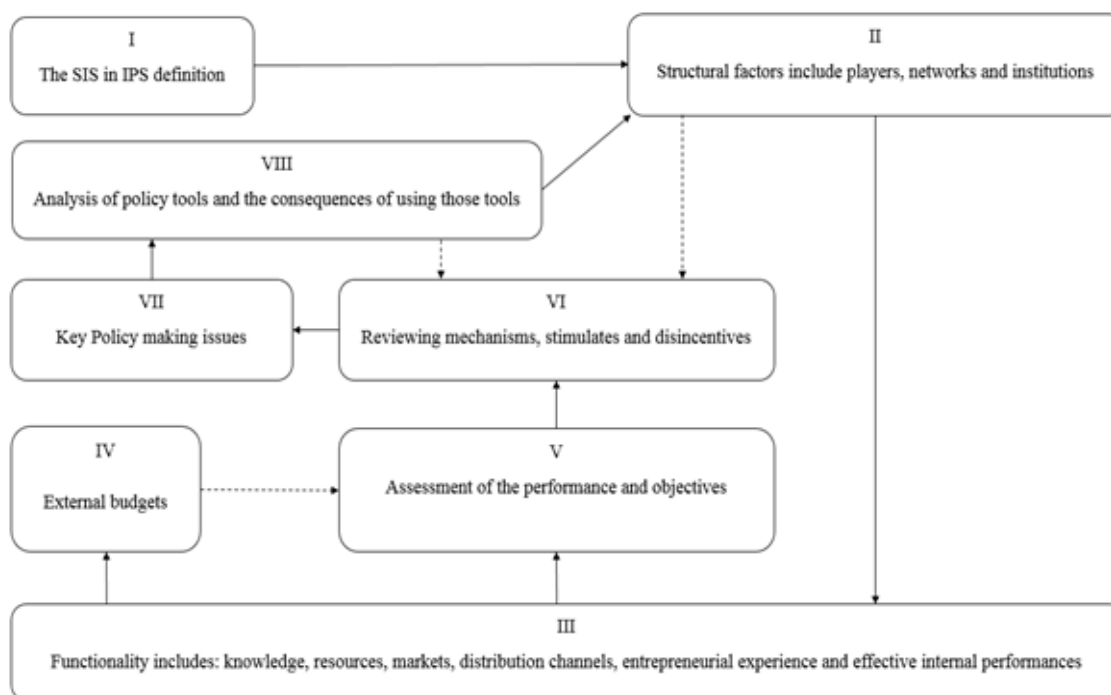 I
The SIS in IPS definition
II
Structural factors include players, networks and institutions
VIII
Analysis of policy tools and the consequences of using those tools
VII
Key Policy making issues
VI
Reviewing mechanisms, stimulates and disincentives
IV
External budgets
V
Assessment of the performance and objectives
III
Functionality includes: knowledge, resources, markets, distribution channels, entrepreneurial experience and effective internal performances